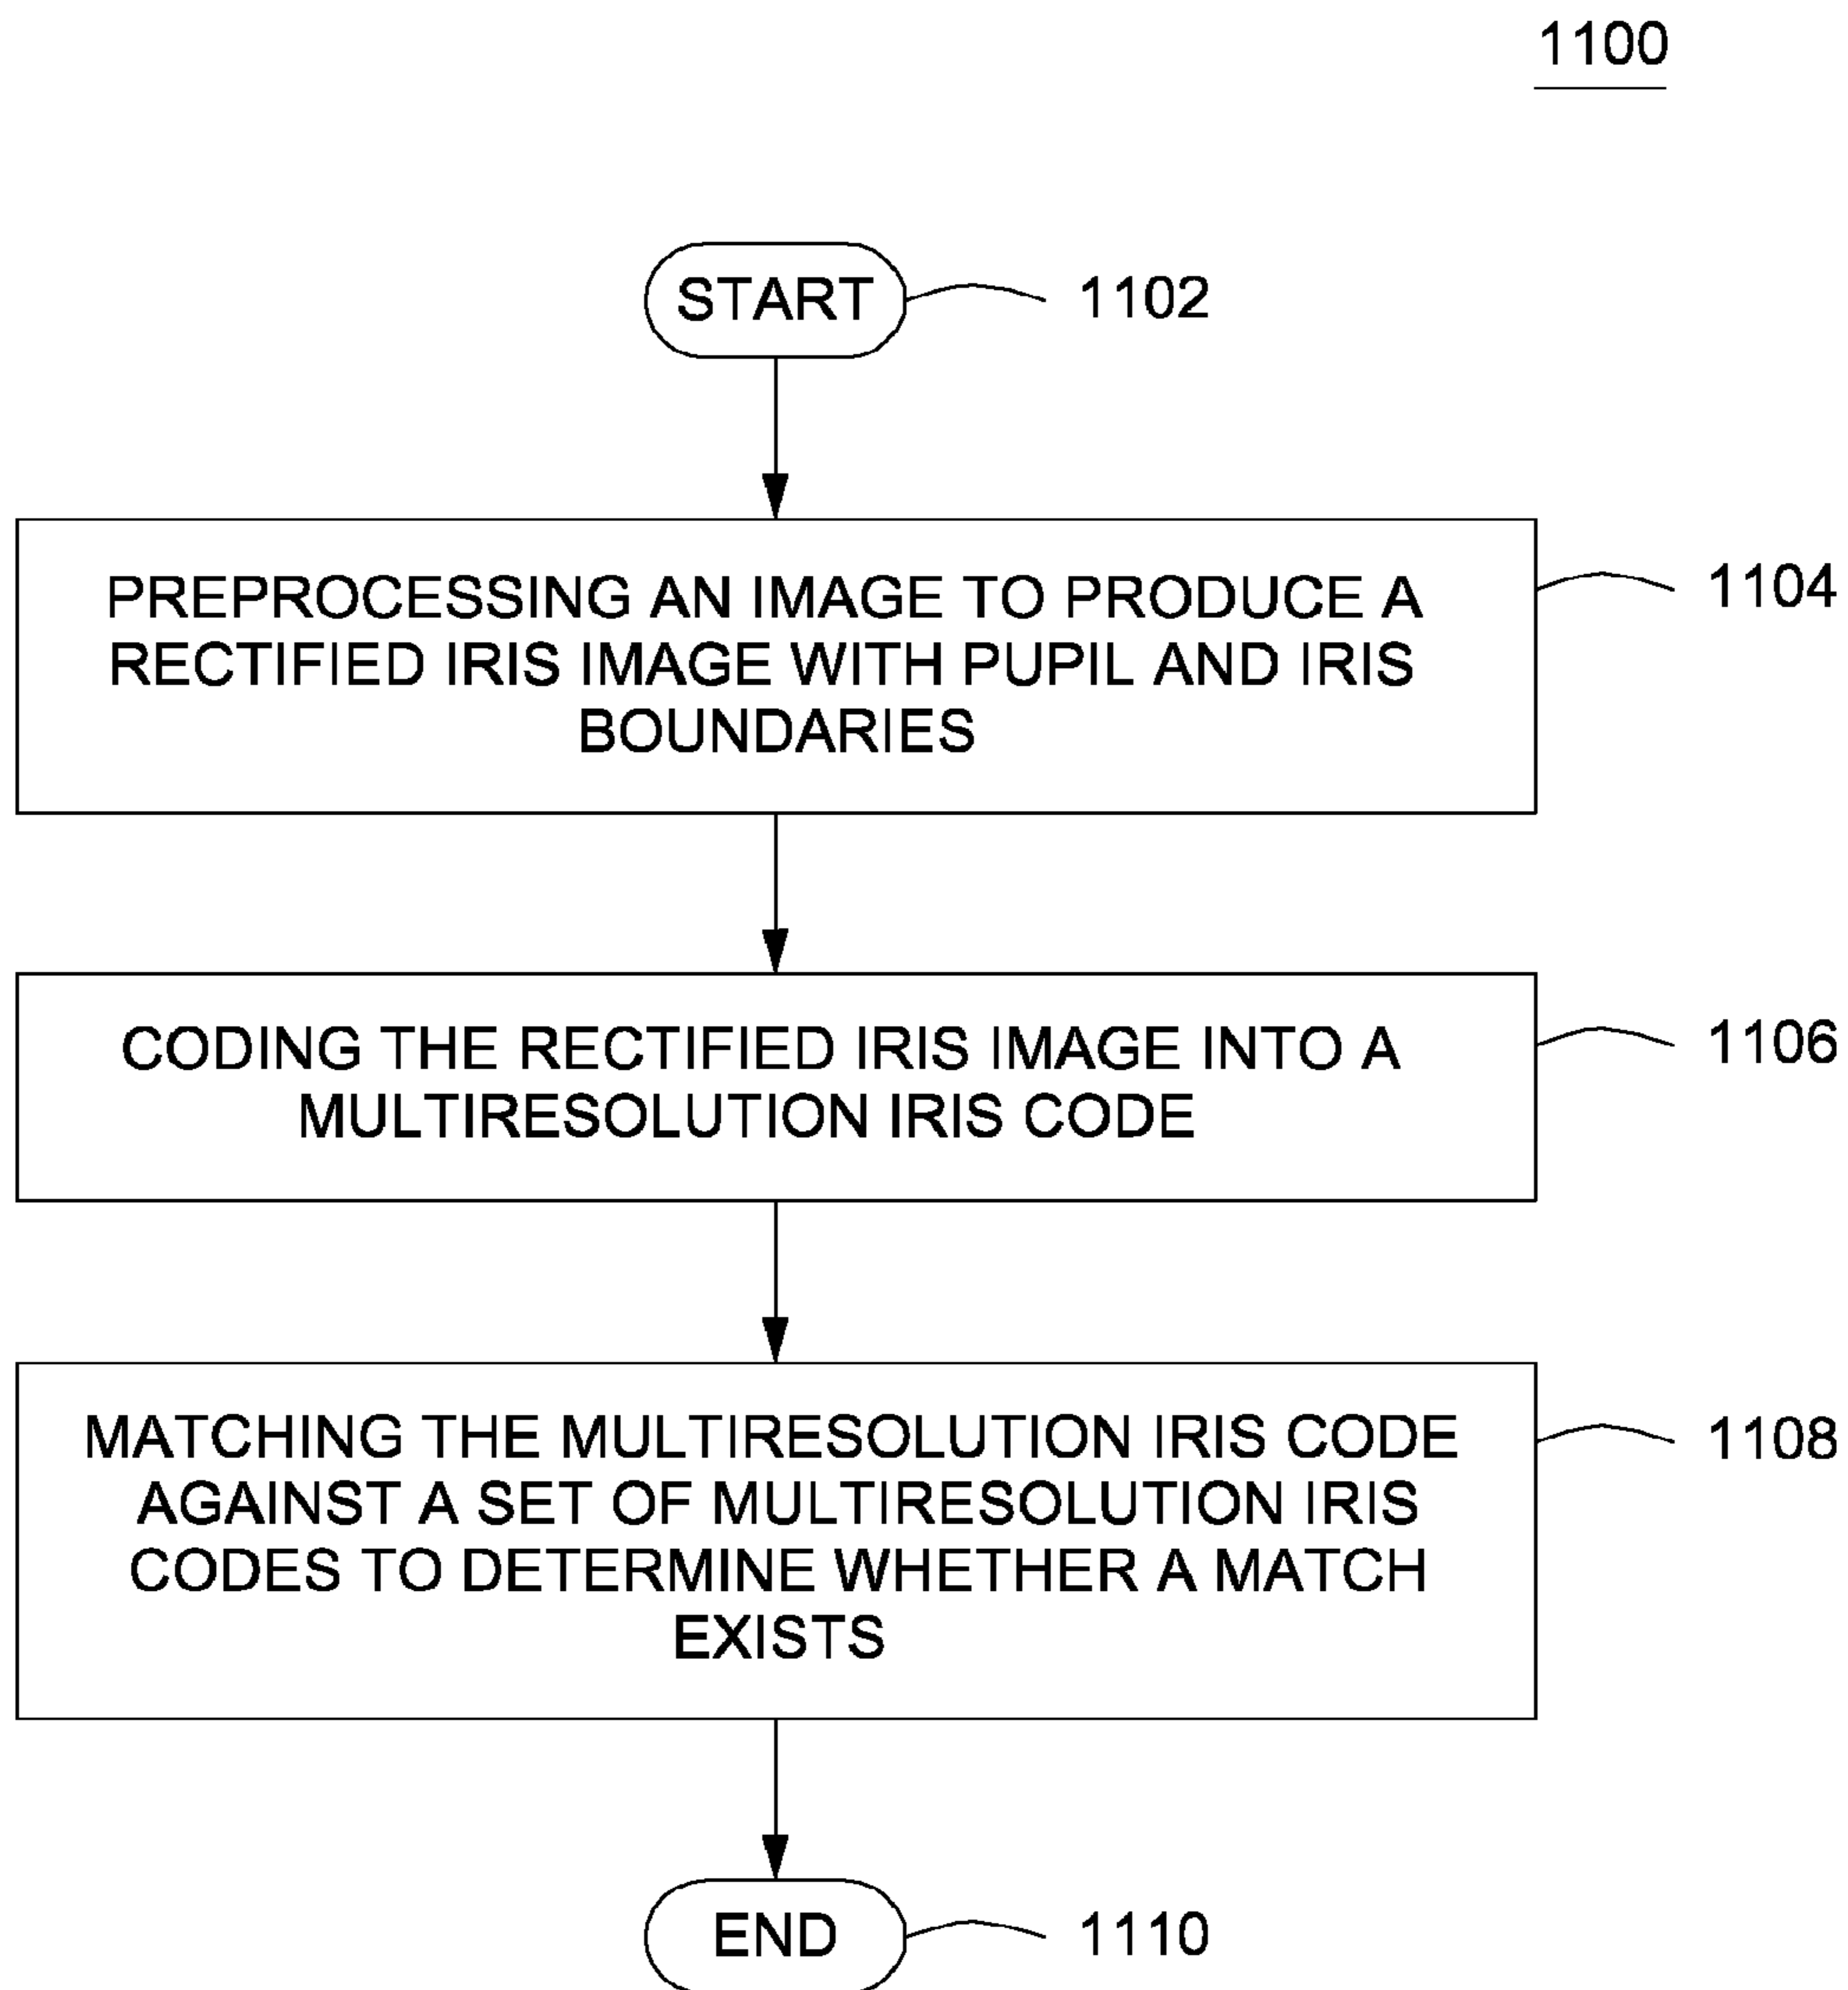 1100
START
1102
PREPROCESSING AN IMAGE TO PRODUCE A
RECTIFIED IRIS IMAGE WITH PUPIL AND IRIS
BOUNDARIES
1104
CODING THE RECTIFIED IRIS IMAGE INTO A
MULTIRESOLUTION IRIS CODE
1106
MATCHING THE MULTIRESOLUTION IRIS CODE
AGAINST A SET OF MULTIRESOLUTION IRIS
CODES TO DETERMINE WHETHER A MATCH
EXISTS
1108
END
1110